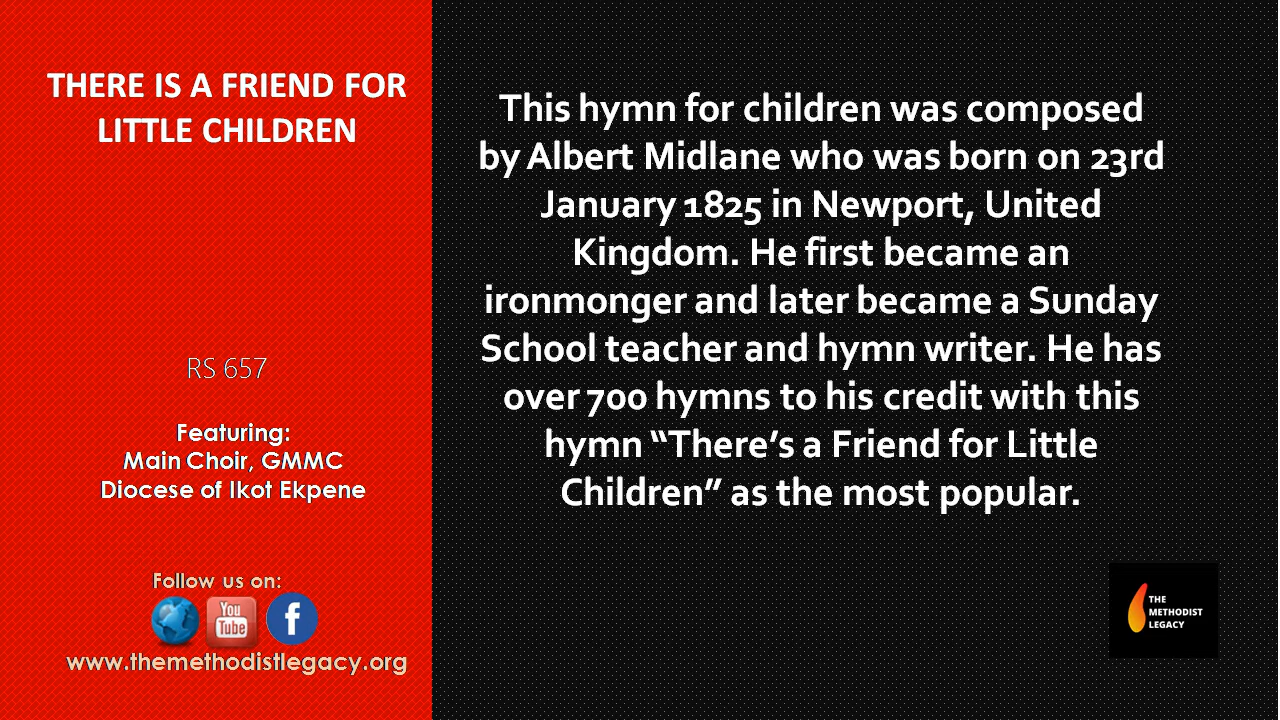 THERE IS A FRIEND FOR
LITTLE CHILDREN
RS 657
Featuring:
Main Choir, GMMC
Diocese of Ikot Ekpene
Follow us on:
You
Tube
f
www.themethodistlegacy.org
This hymn for children was composed
by Albert Midlane who was born on 23rd
January 1825 in Newport, United
Kingdom. He first became an
ironmonger and later became a Sunday
School teacher and hymn writer. He has
over 700 hymns to his credit with this
hymn “There’s a Friend for Little
Children” as the most popular.
THE
METHODIST
LEGACY